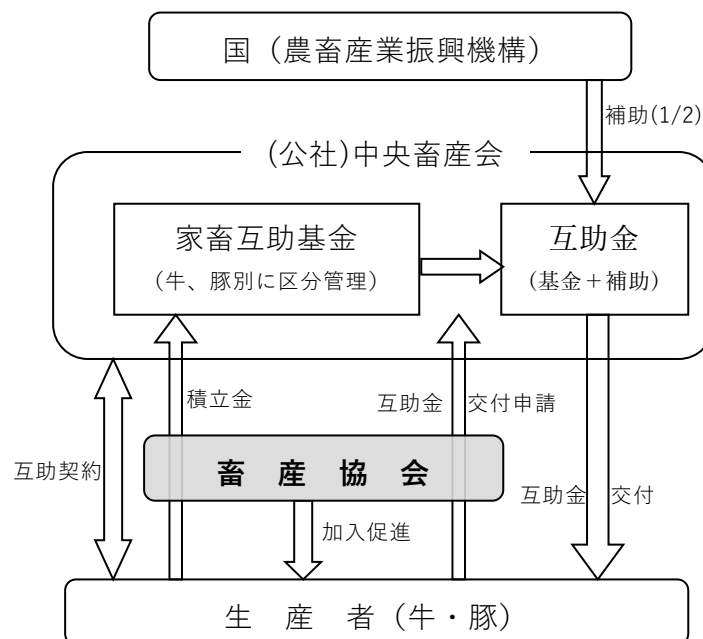 国（農畜産業振興機構）
補助(1/2)
(公社)中央畜産会
家畜互助基金
（牛、豚別に区分管理）
互助金
（基金＋補助）
積立金
互助金　交付申請
畜　産　協　会
互助契約
互助金　交付
加入促進
生　産　者（牛・豚）